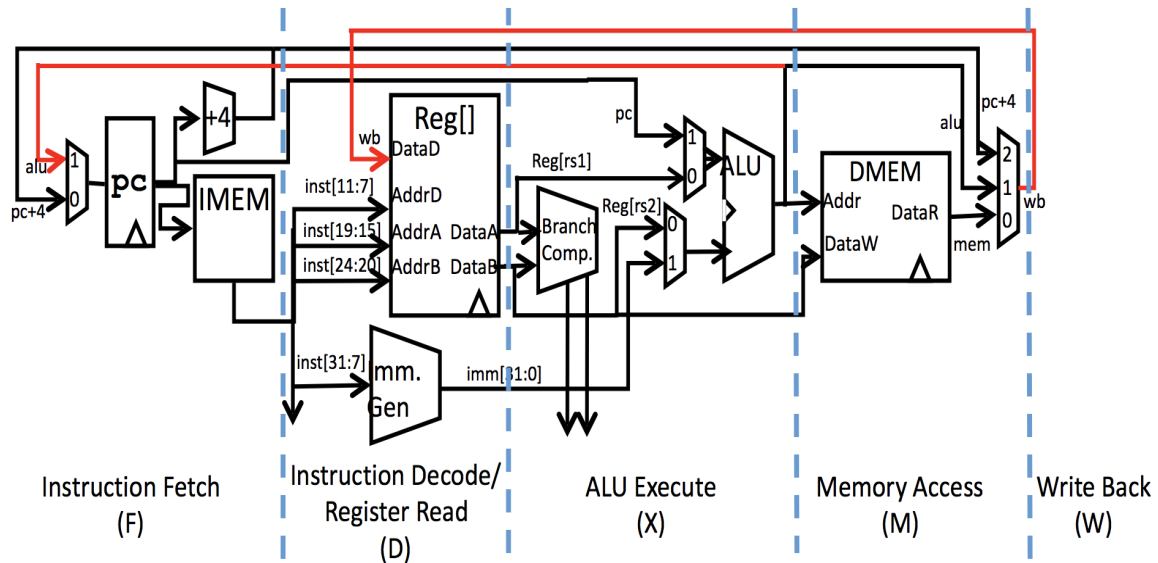 pc+4
alu
wb
+4
Reg[]
pc
DataD
wb
alu
1
pc
IMEM
inst[11:7]
AddrD
Reg[rs1]
1
0
ALU
DMEM
2
1
0
pc+4
0
inst[19:15]
AddrA
DataA
Branch
Comp.
Reg[rs2]
0
1
Addr
DataR
mem
inst[24:20]
AddrB
DataB
DataW
inst[31:7]
mm.
Gen
imm[31:0]
Instruction Fetch
(F)
Instruction Decode/
Register Read
(D)
ALU Execute
(X)
Memory Access
(M)
Write Back
(W)